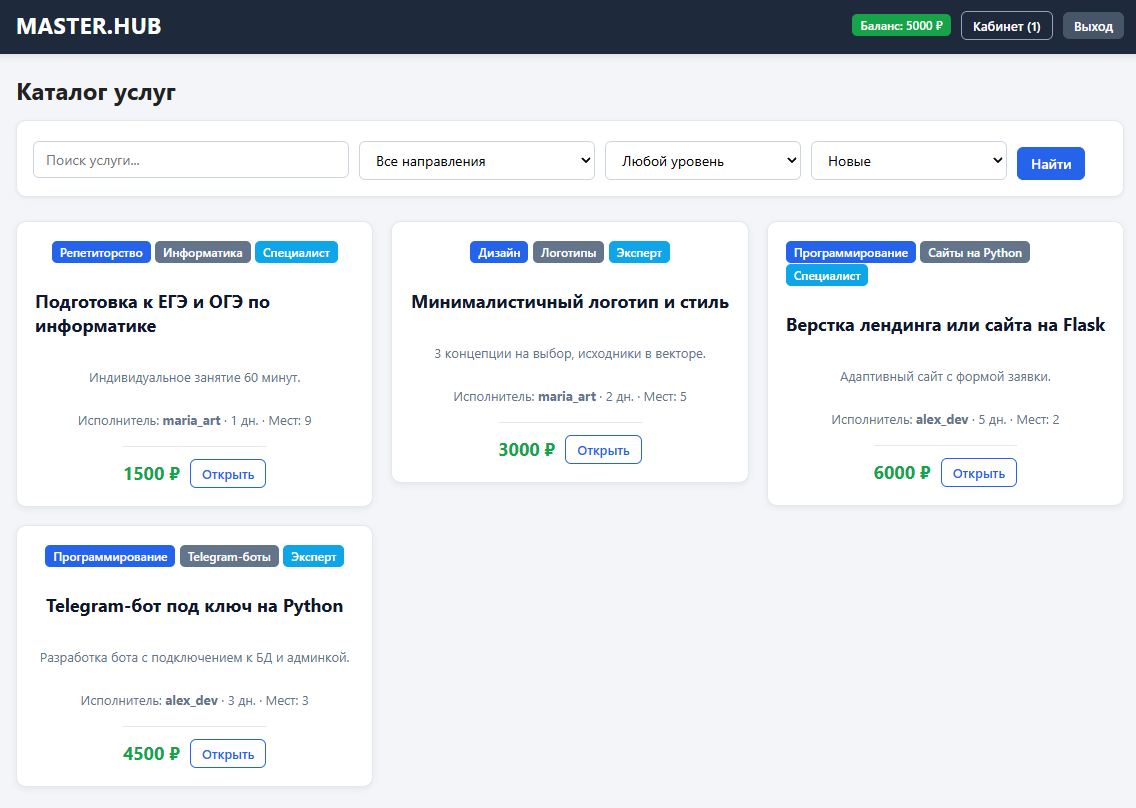 MASTER.HUB
Баланс: 5000 ₽
Кабинет (1)
Выход
Каталог услуг
Поиск услуги...
Все направления
Любой уровень
Новые
Найти
Репетиторство Информатика Специалист
Подготовка к ЕГЭ и ОГЭ по
информатике
Индивидуальное занятие 60 минут.
Исполнитель: maria_art · 1 дн. · Мест: 9
1500 ₽ Открыть
Дизайн Логотипы Эксперт
Минималистичный логотип и стиль
3 концепции на выбор, исходники в векторе.
Исполнитель: maria_art · 2 дн. · Мест: 5
3000 ₽ Открыть
Программирование Сайты на Python
Специалист
Верстка лендинга или сайта на Flask
Адаптивный сайт с формой заявки.
Исполнитель: alex_dev · 5 дн. · Мест: 2
6000 ₽ Открыть
Программирование Telegram-боты Эксперт
Telegram-бот под ключ на Python
Разработка бота с подключением к БД и админкой.
Исполнитель: alex_dev · 3 дн. · Мест: 3
4500 ₽ Открыть